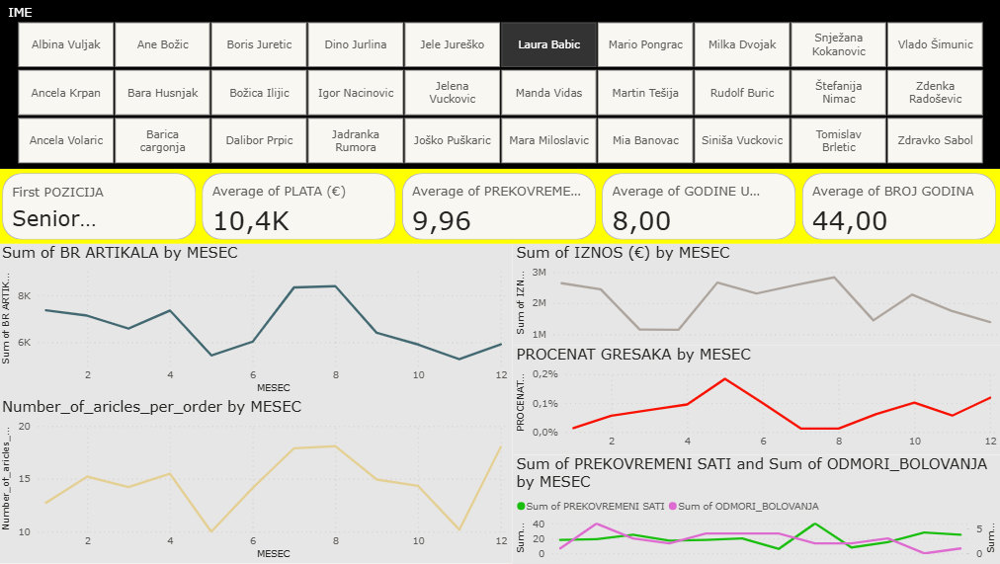 IME
Albina Vuljak
Ane Božic
Boris Juretic
Dino Jurlina
Jele Jureško
Laura Babic
Mario Pongrac
Milka Dvojak
Snježana
Kokanovic
Vlado Šimunic
Ancela Krpan
Bara Husnjak
Božica Ilijic
Igor Nacinovic
Jelena
Vuckovic
Manda Vidas
Martin Tešija
Rudolf Buric
Štefanija
Nimac
Zdenka
Radoševic
Ancela Volaric
Barica
cargonja
Dalibor Prpic
Jadranka
Rumora
Joško Puškaric
Mara Miloslavic
Mia Banovac
Siniša Vuckovic
Tomislav
Brletic
Zdravko Sabol
First POZICIJA
Senior...
Average of PLATA (€)
10,4K
Average of PREKOVREME...
9,96
Average of GODINE U...
8,00
Average of BROJ GODINA
44,00
Sum of BR ARTIKALA by MESEC
Sum of BR ARTIK...
8K
6K
2 4 6 8 10 12
MESEC
Number_of_aricles_per_order by MESEC
Number_of_aricles_...
20
15
10
2 4 6 8 10 12
MESEC
Sum of IZNOS (€) by MESEC
Sum of IZN...
3M
2M
1M
PROCENAT GRESAKA by MESEC
PROCENAT...
0,2%
0,1%
0,0%
2 4 6 8 10 12
Sum of PREKOVREMENI SATI and Sum of ODMORI_BOLOVANJA
by MESEC
Sum of PREKOVREMENI SATI Sum of ODMORI_BOLOVANJA
Sum...
40
20
0
5
0
Sum...